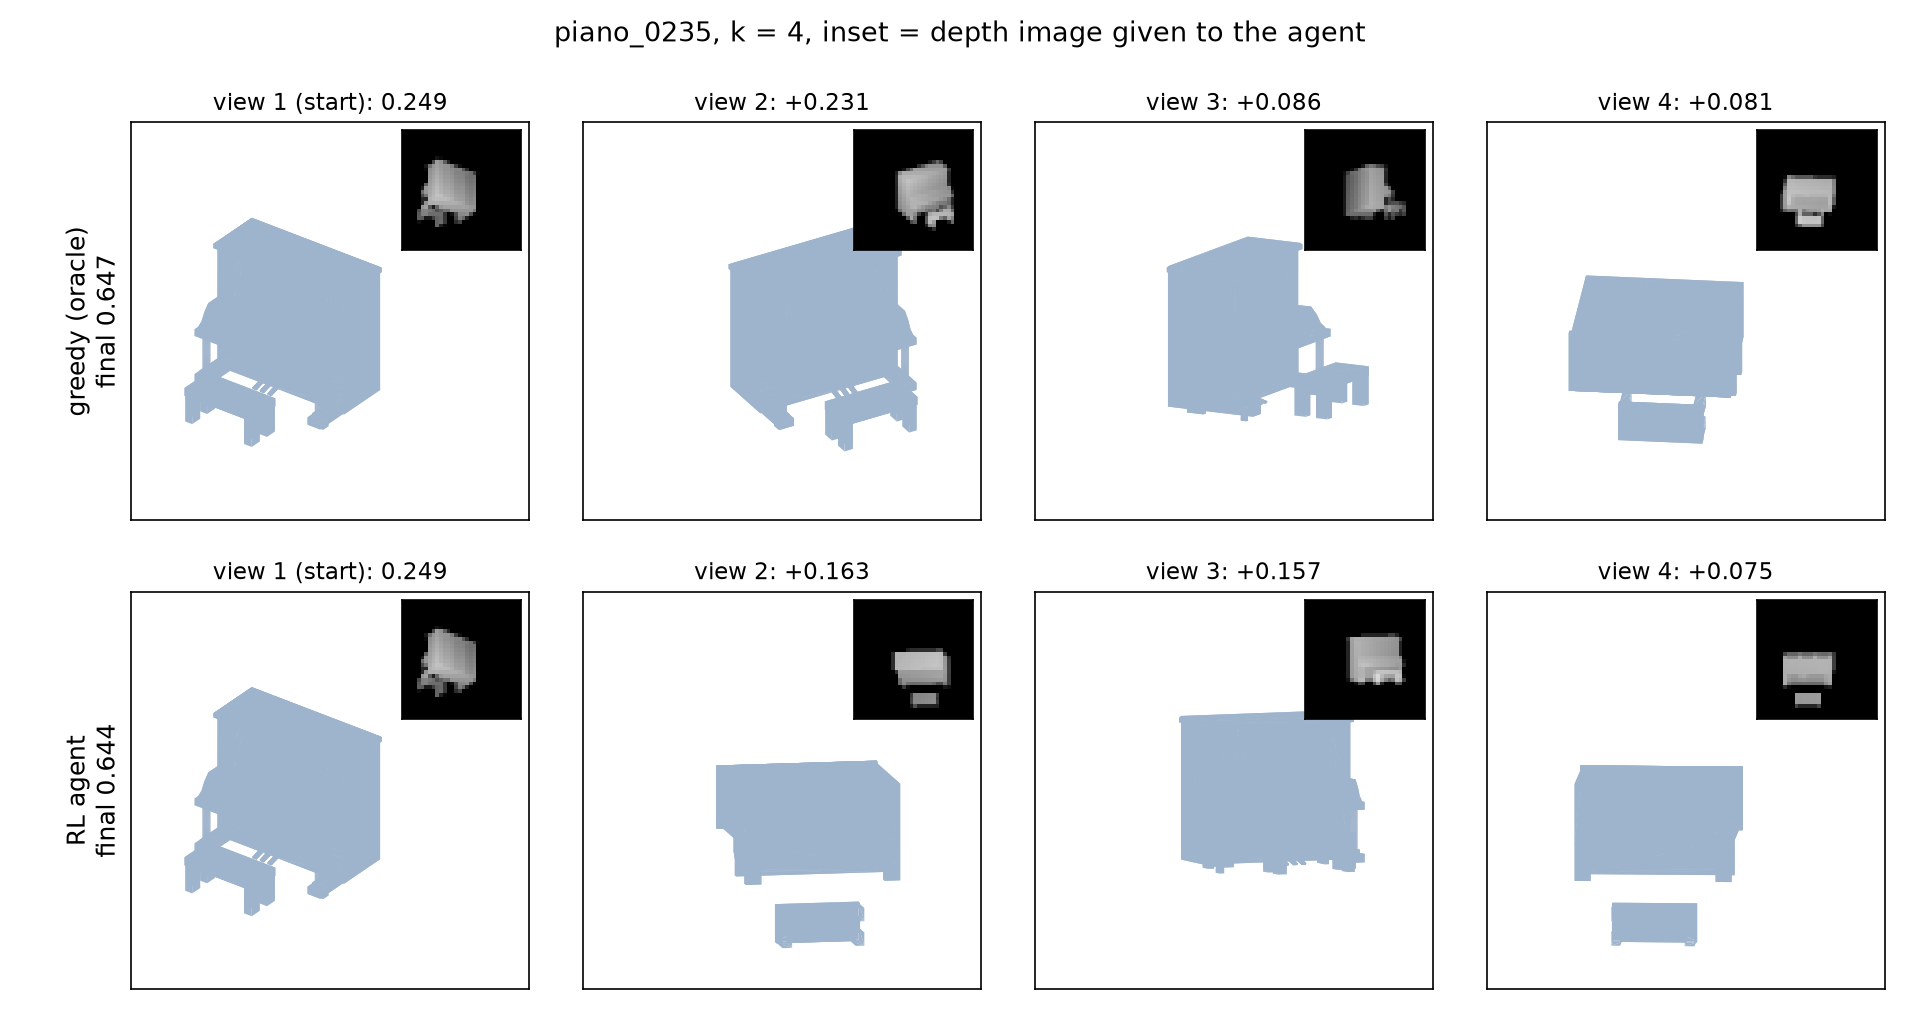 piano_0235, k = 4, inset = depth image given to the agent
view 1 (start): 0.249
view 2: +0.231
view 3: +0.086
view 4: +0.081
greedy (oracle)
final 0.647
view 1 (start): 0.249
view 2: +0.163
view 3: +0.157
view 4: +0.075
RL agent
final 0.644